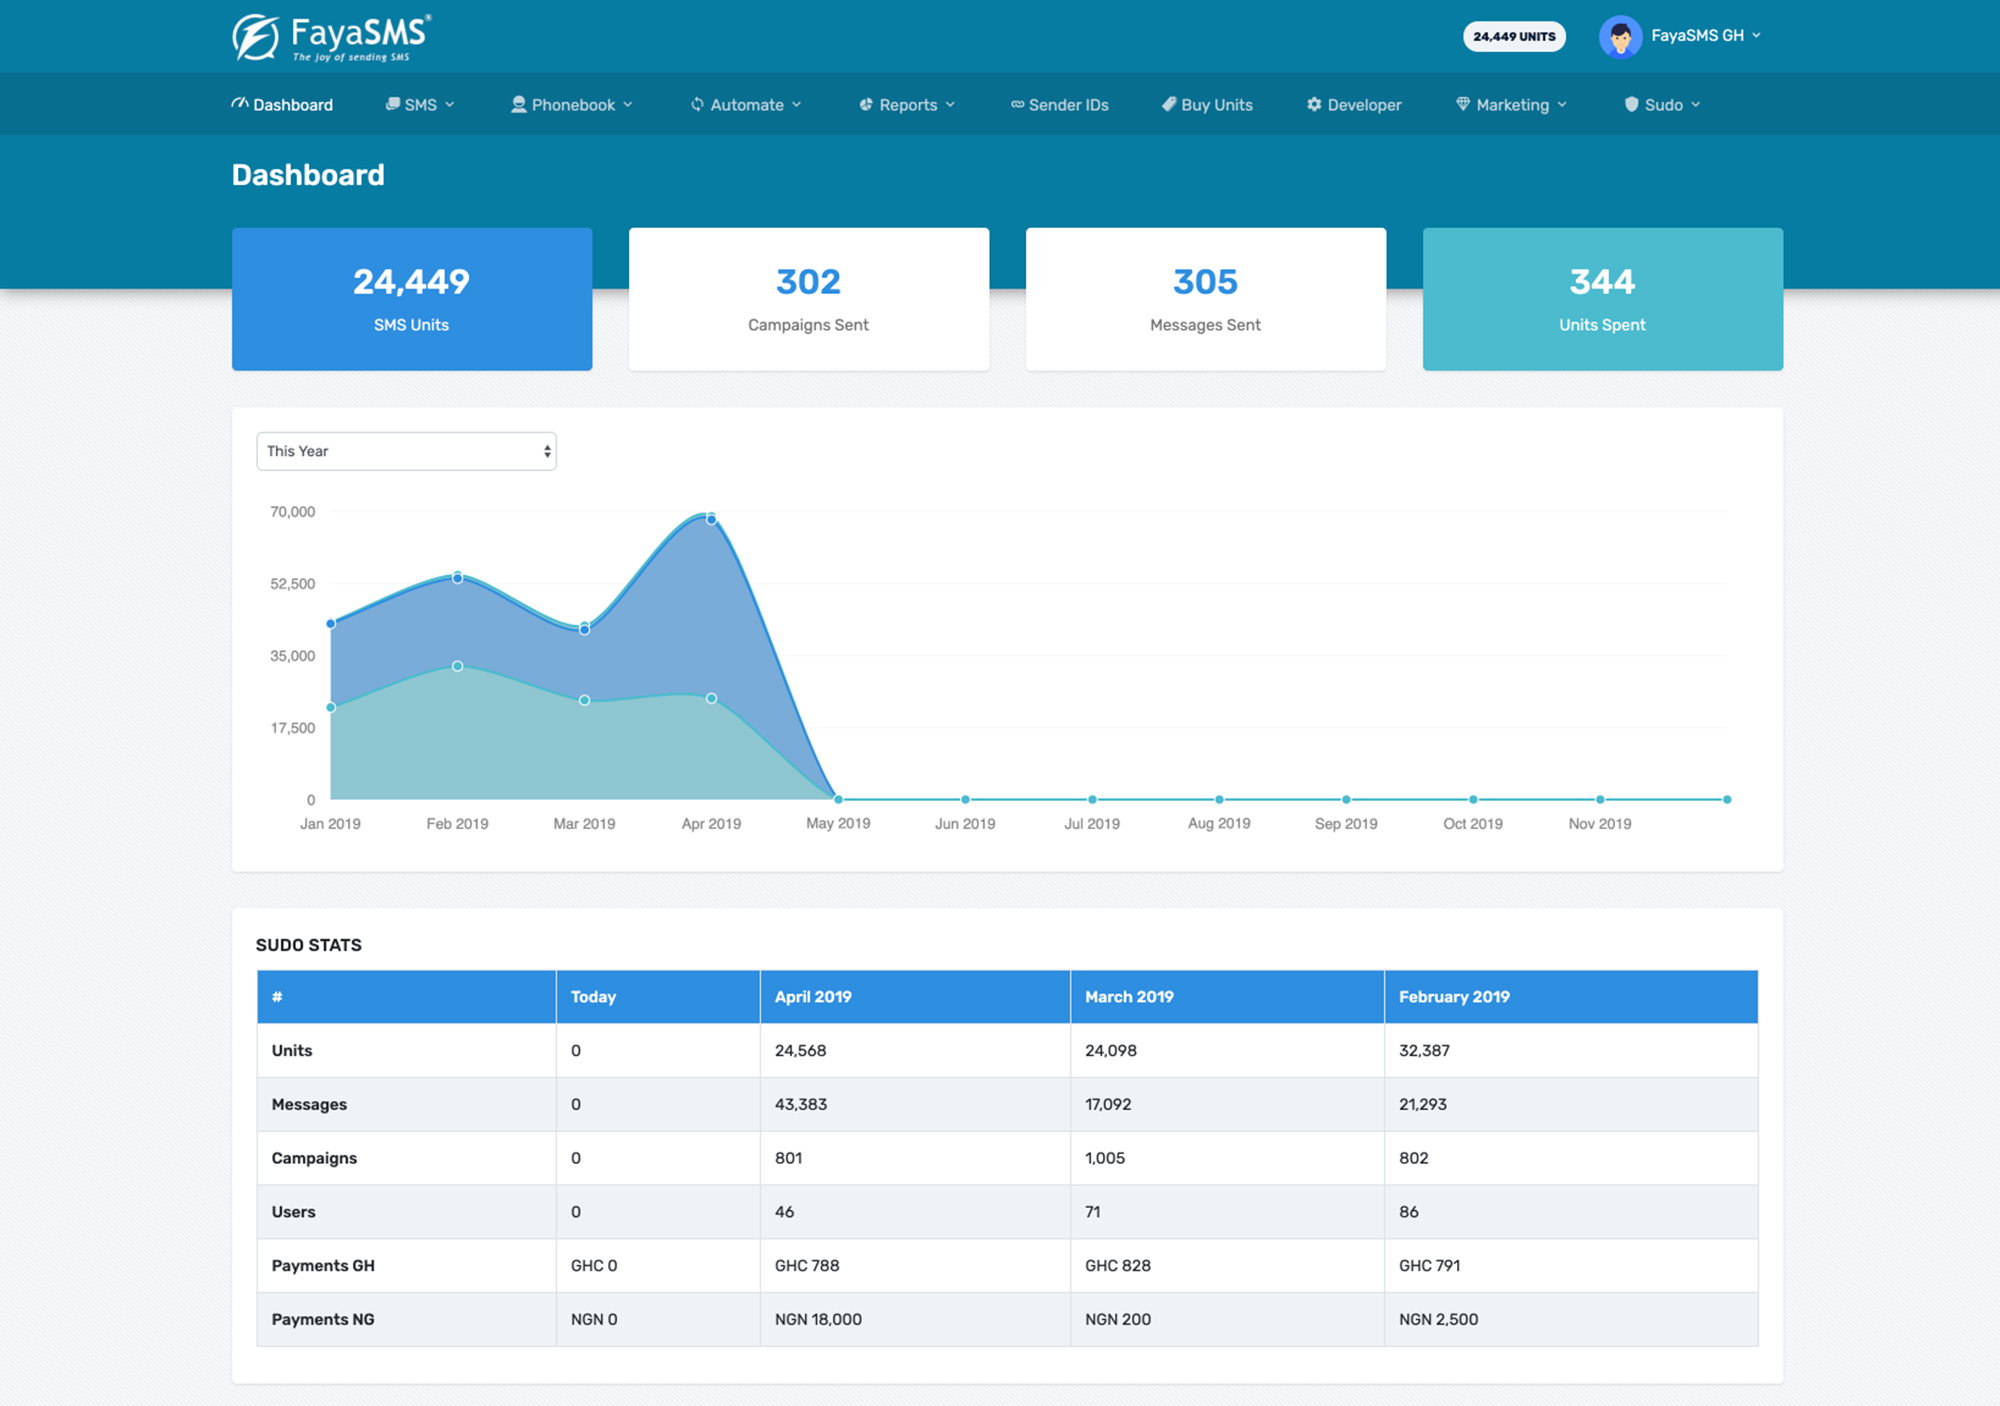 FayaSMS®
The joy of sending SMS
24,449 UNITS
FayaSMS GH
Dashboard SMS Phonebook Automate Reports Sender IDs Buy Units Developer Marketing Sudo
Dashboard
24,449
SMS Units
302
Campaigns Sent
305
Messages Sent
344
Units Spent
This Year
70,000
52,500
35,000
17,500
0
Jan 2019 Feb 2019 Mar 2019 Apr 2019 May 2019 Jun 2019 Jul 2019 Aug 2019 Sep 2019 Oct 2019 Nov 2019
SUDO STATS
# Today April 2019 March 2019 February 2019
Units 0 24,568 24,098 32,387
Messages 0 43,383 17,092 21,293
Campaigns 0 801 1,005 802
Users 0 46 71 86
Payments GH GHC 0 GHC 788 GHC 828 GHC 791
Payments NG NGN 0 NGN 18,000 NGN 200 NGN 2,500